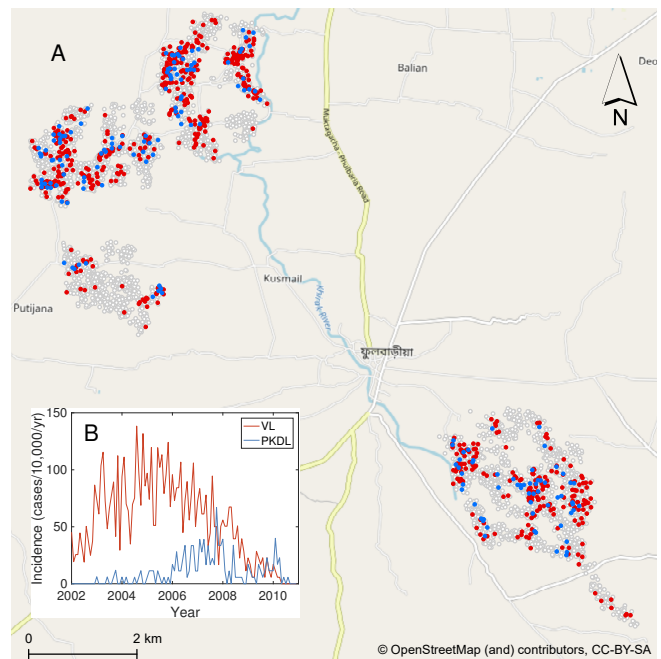 A
Balian
Deo
N
Muktagacha - Phulbaria Road
Kusmail
Khiru River
Putijana
ফুলবাড়ীয়া
B
VL
PKDL
Incidence (cases/10,000/yr)
150
100
50
0
2002 2004 2006 2008 2010
Year
0 2 km
© OpenStreetMap (and) contributors, CC-BY-SA